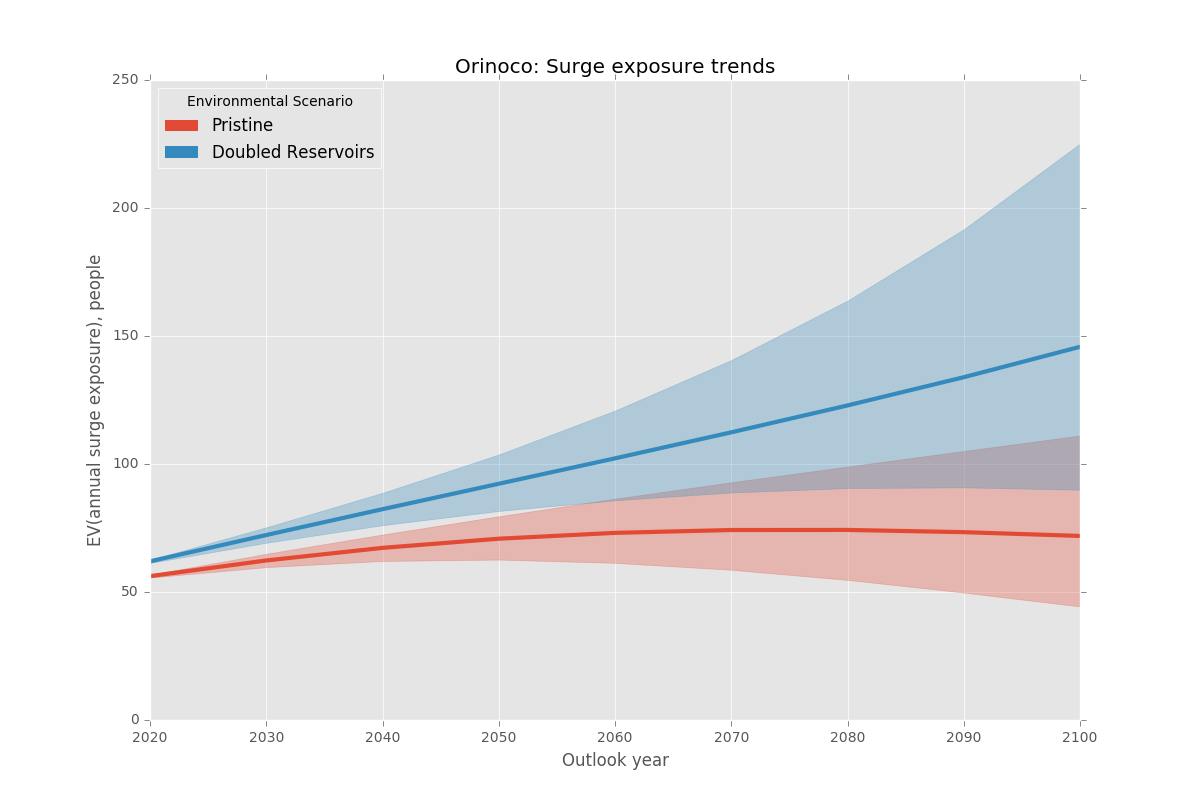 Orinoco: Surge exposure trends
Environmental Scenario
Pristine
Doubled Reservoirs
EV(annual surge exposure), people
250
200
150
100
50
0
2020 2030 2040 2050 2060 2070 2080 2090 2100
Outlook year